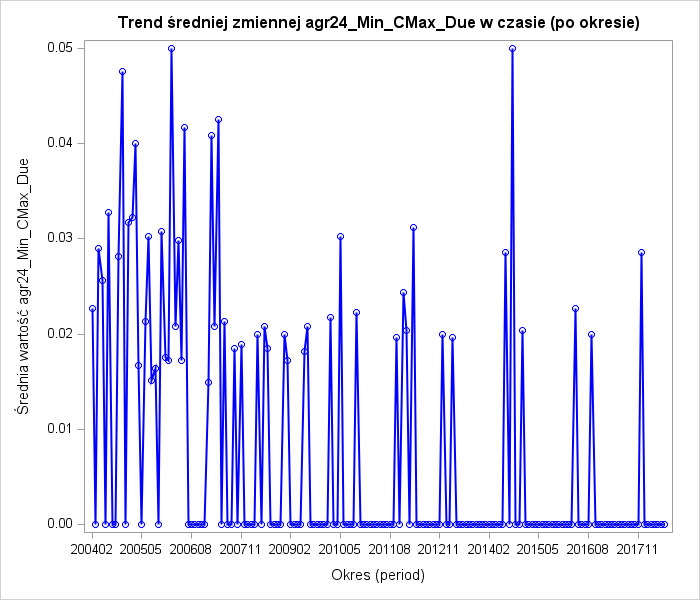 Trend średniej zmiennej agr24_Min_CMax_Due w czasie (po okresie)
Średnia wartość agr24_Min_CMax_Due
0.05
0.04
0.03
0.02
0.01
0.00
200402 200505 200608 200711 200902 201005 201108 201211 201402 201505 201608 201711
Okres (period)